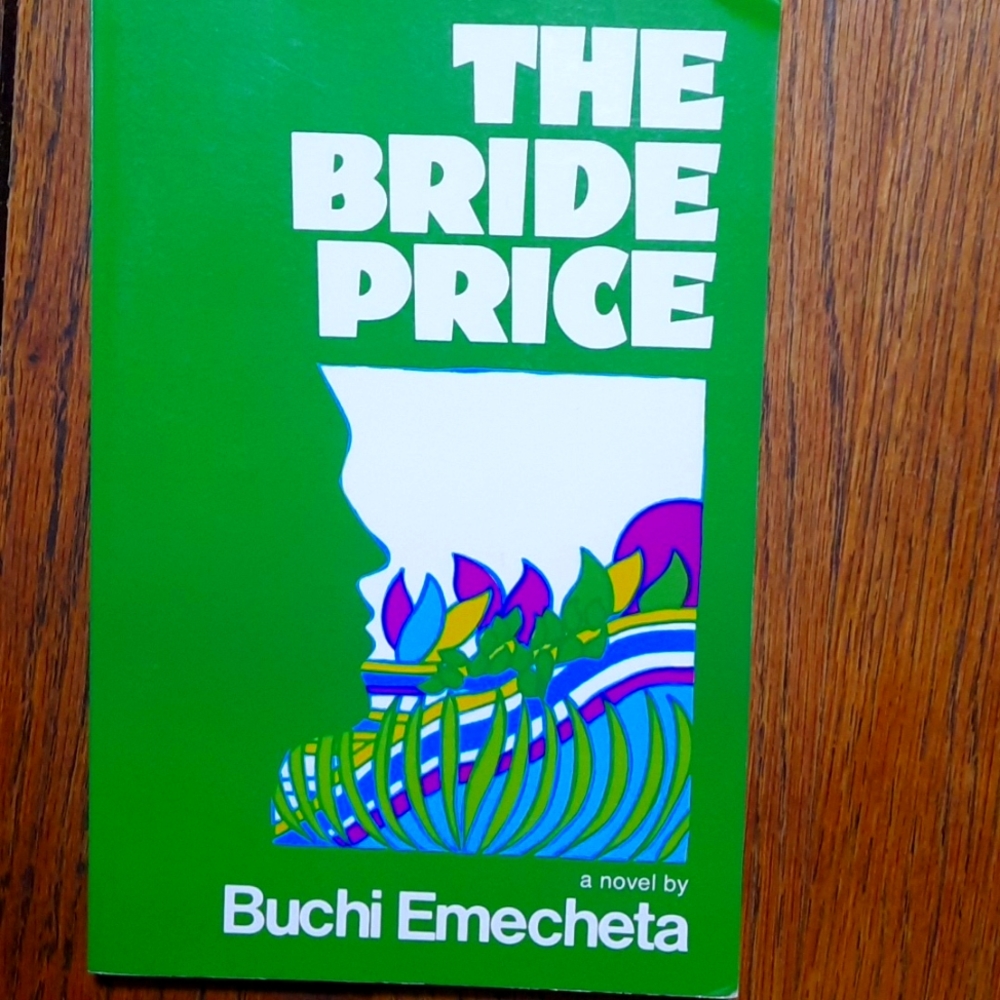 THE
BRIDE
PRICE
a novel by
Buchi Emecheta